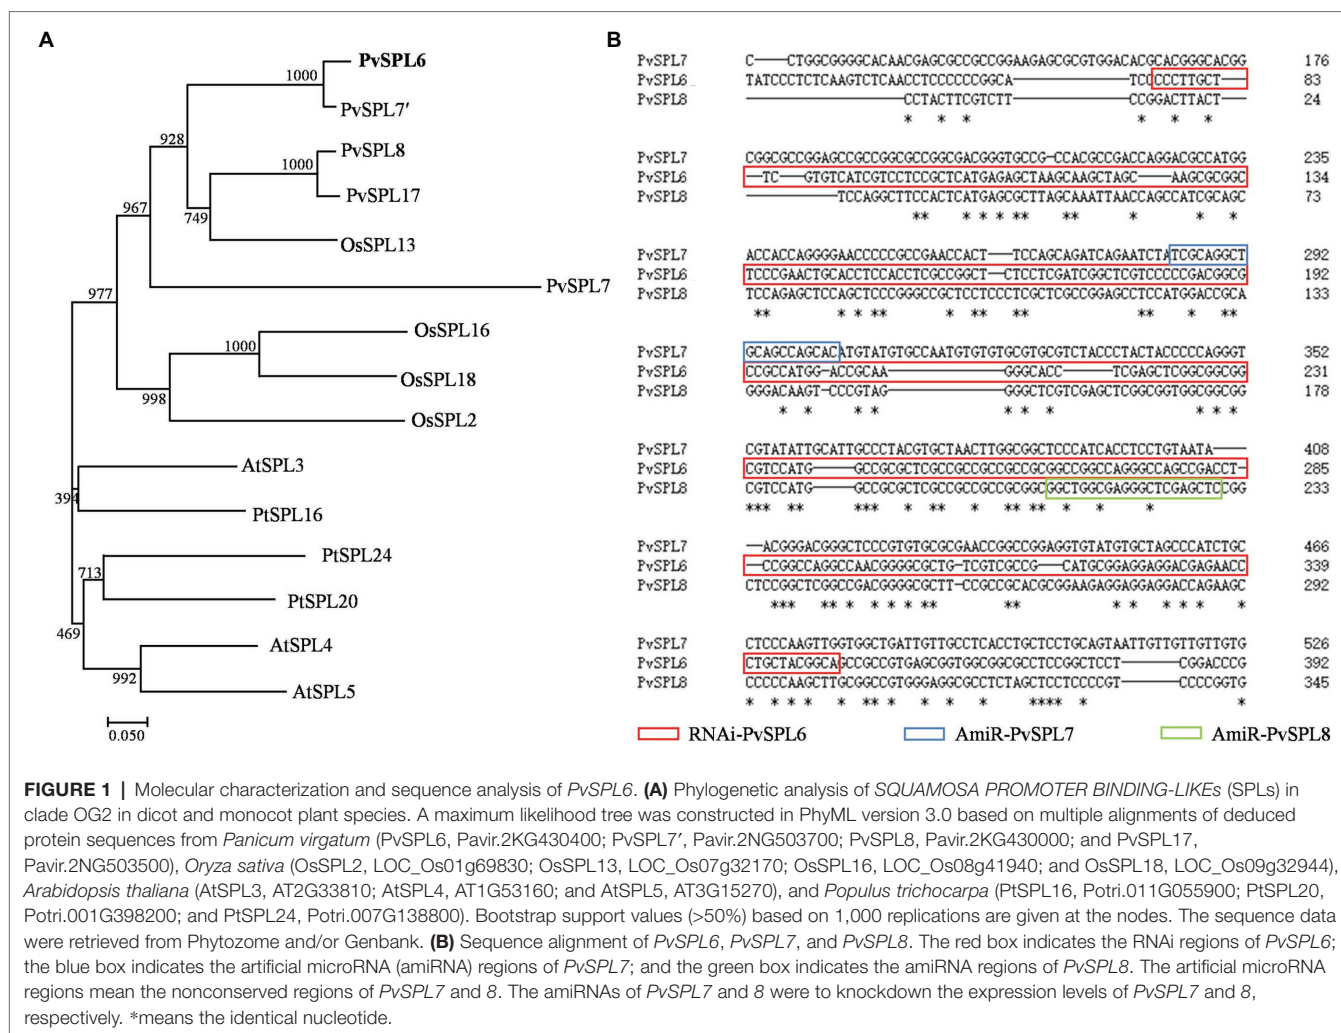 A
PvSPL6
1000
PvSPL7′
928
PvSPL8
1000
PvSPL17
967
749
OsSPL13
977
PvSPL7
OsSPL16
1000
OsSPL18
998
OsSPL2
AtSPL3
394
PtSPL16
PtSPL24
713
PtSPL20
469
AtSPL4
992
AtSPL5
0.050
B
PvSPL7 C----CTGGCGGGGCACAACGAGCGCCGCCGGAAGAGCGCGTGGACACGCACGGGCACGG 176
PvSPL6 TATCCCTCTCAAGTCTCAACCTCCCCCCGGCA--------------TCCCCCTTGCT--- 83
PvSPL8 -------------------CCTACTTCGTCTT--------------CCGGACTTACT--- 24
* * * * * *
PvSPL7 CGGCGCCGGAGCCGCCGGCGCCGGCGACGGGTGCCG-CCACGCCGACCAGGACGCCATGG 235
PvSPL6 --TC---GTGTCATCGTCCTCCGCTCATGAGAGCTAAGCAAGCTAGC----AAGCGCGGC 134
PvSPL8 -----------TCCAGGCTTCCACTCATGAGCGCTTAGCAAATTAACCAGCCATCGCAGC 73
** * * * ** ** * * *
PvSPL7 ACCACCAGGGGAACCCCCGCCGAACCACT---TCCAGCAGATCAGAATCTATCGCAGGCT 292
PvSPL6 TCCCGAACTGCACCTCCACCTCGCCGGCT--CTCCTCGATCGGCTCGTCCCCCGACGGCG 192
PvSPL8 TCCAGAGCTCCAGCTCCCGGGCCGCTCCTCCCTCGCTCGCCGGAGCCTCCATGGACCGCA 133
** * * ** * ** ** ** * **
PvSPL7 GCAGCCAGCACATGTATGTGCCAATGTGTGTGCGTGCGTCTACCCTACTACCCCCAGGGT 352
PvSPL6 CCGCCATGG-ACCGCAA--------------GGGCACC------TCGAGCTCGGCGGCGG 231
PvSPL8 GGGACAAGT-CCCGTAG--------------GGGCTCGTCGAGCTCGGCGGTGGCGGCGG 178
* * ** * * * * * *
PvSPL7 CGTATATTGCATTGCCCTACGTGCTAACTTGGCGGCTCCCATCACCTCCTGTAATA---- 408
PvSPL6 CGTCCATG-----GCCGCGCTCGCCGCCGCCGCCGCGGCCGGCCAGGGCCAGCCGACCT- 285
PvSPL8 CGTCCATG-----GCCGCGCTCGCCGCCGCCGCGGCGGCTGGCGAGGGCTCGAGCTCCGG 233
*** ** *** * ** * ** ** * * *
PvSPL7 --ACGGGACGGGCTCCCGTGTGCGCGAACCGGCCGGAGGTGTATGTGCTAGCCCATCTGC 466
PvSPL6 --CCGGCCAGGCCAACGGGGCGCTG-TCGTCGCCG---CATGCGGAGGAGGACGAGAACC 339
PvSPL8 CTCCGGCTCGGCCGACGGGGCGCTT--CGCCGCACGCGGAAGAGGAGGAGGACCAGAAGC 292
*** ** * * * * ** ** * * * * * *
PvSPL7 CTCCCAAGTTGGTGGCTGATTGTTGCCTCACCTGCTCCTGCAGTAATTGTTGTTGTTGTG 526
PvSPL6 CTGCTACGGCAGCCGCCGTGAGCGGTGGCGGCGCCTCCGGCTCCT-------CGGACCCG 392
PvSPL8 CCCCCAAGCTTGCGGCCGTGGGAGGCGCCTCTAGCTCCTCCCCGT-------CCCCGGTG 345
* * * * * ** * * * * **** * *
RNAi-PvSPL6 AmiR-PvSPL7 AmiR-PvSPL8
FIGURE 1 | Molecular characterization and sequence analysis of PvSPL6. (A) Phylogenetic analysis of SQUAMOSA PROMOTER BINDING-LIKEs (SPLs) in
clade OG2 in dicot and monocot plant species. A maximum likelihood tree was constructed in PhyML version 3.0 based on multiple alignments of deduced
protein sequences from Panicum virgatum (PvSPL6, Pavir.2KG430400; PvSPL7′, Pavir.2NG503700; PvSPL8, Pavir.2KG430000; and PvSPL17,
Pavir.2NG503500), Oryza sativa (OsSPL2, LOC_Os01g69830; OsSPL13, LOC_Os07g32170; OsSPL16, LOC_Os08g41940; and OsSPL18, LOC_Os09g32944),
Arabidopsis thaliana (AtSPL3, AT2G33810; AtSPL4, AT1G53160; and AtSPL5, AT3G15270), and Populus trichocarpa (PtSPL16, Potri.011G055900; PtSPL20,
Potri.001G398200; and PtSPL24, Potri.007G138800). Bootstrap support values (>50%) based on 1,000 replications are given at the nodes. The sequence data
were retrieved from Phytozome and/or Genbank. (B) Sequence alignment of PvSPL6, PvSPL7, and PvSPL8. The red box indicates the RNAi regions of PvSPL6;
the blue box indicates the artificial microRNA (amiRNA) regions of PvSPL7; and the green box indicates the amiRNA regions of PvSPL8. The artificial microRNA
regions mean the nonconserved regions of PvSPL7 and 8. The amiRNAs of PvSPL7 and 8 were to knockdown the expression levels of PvSPL7 and 8,
respectively. *means the identical nucleotide.